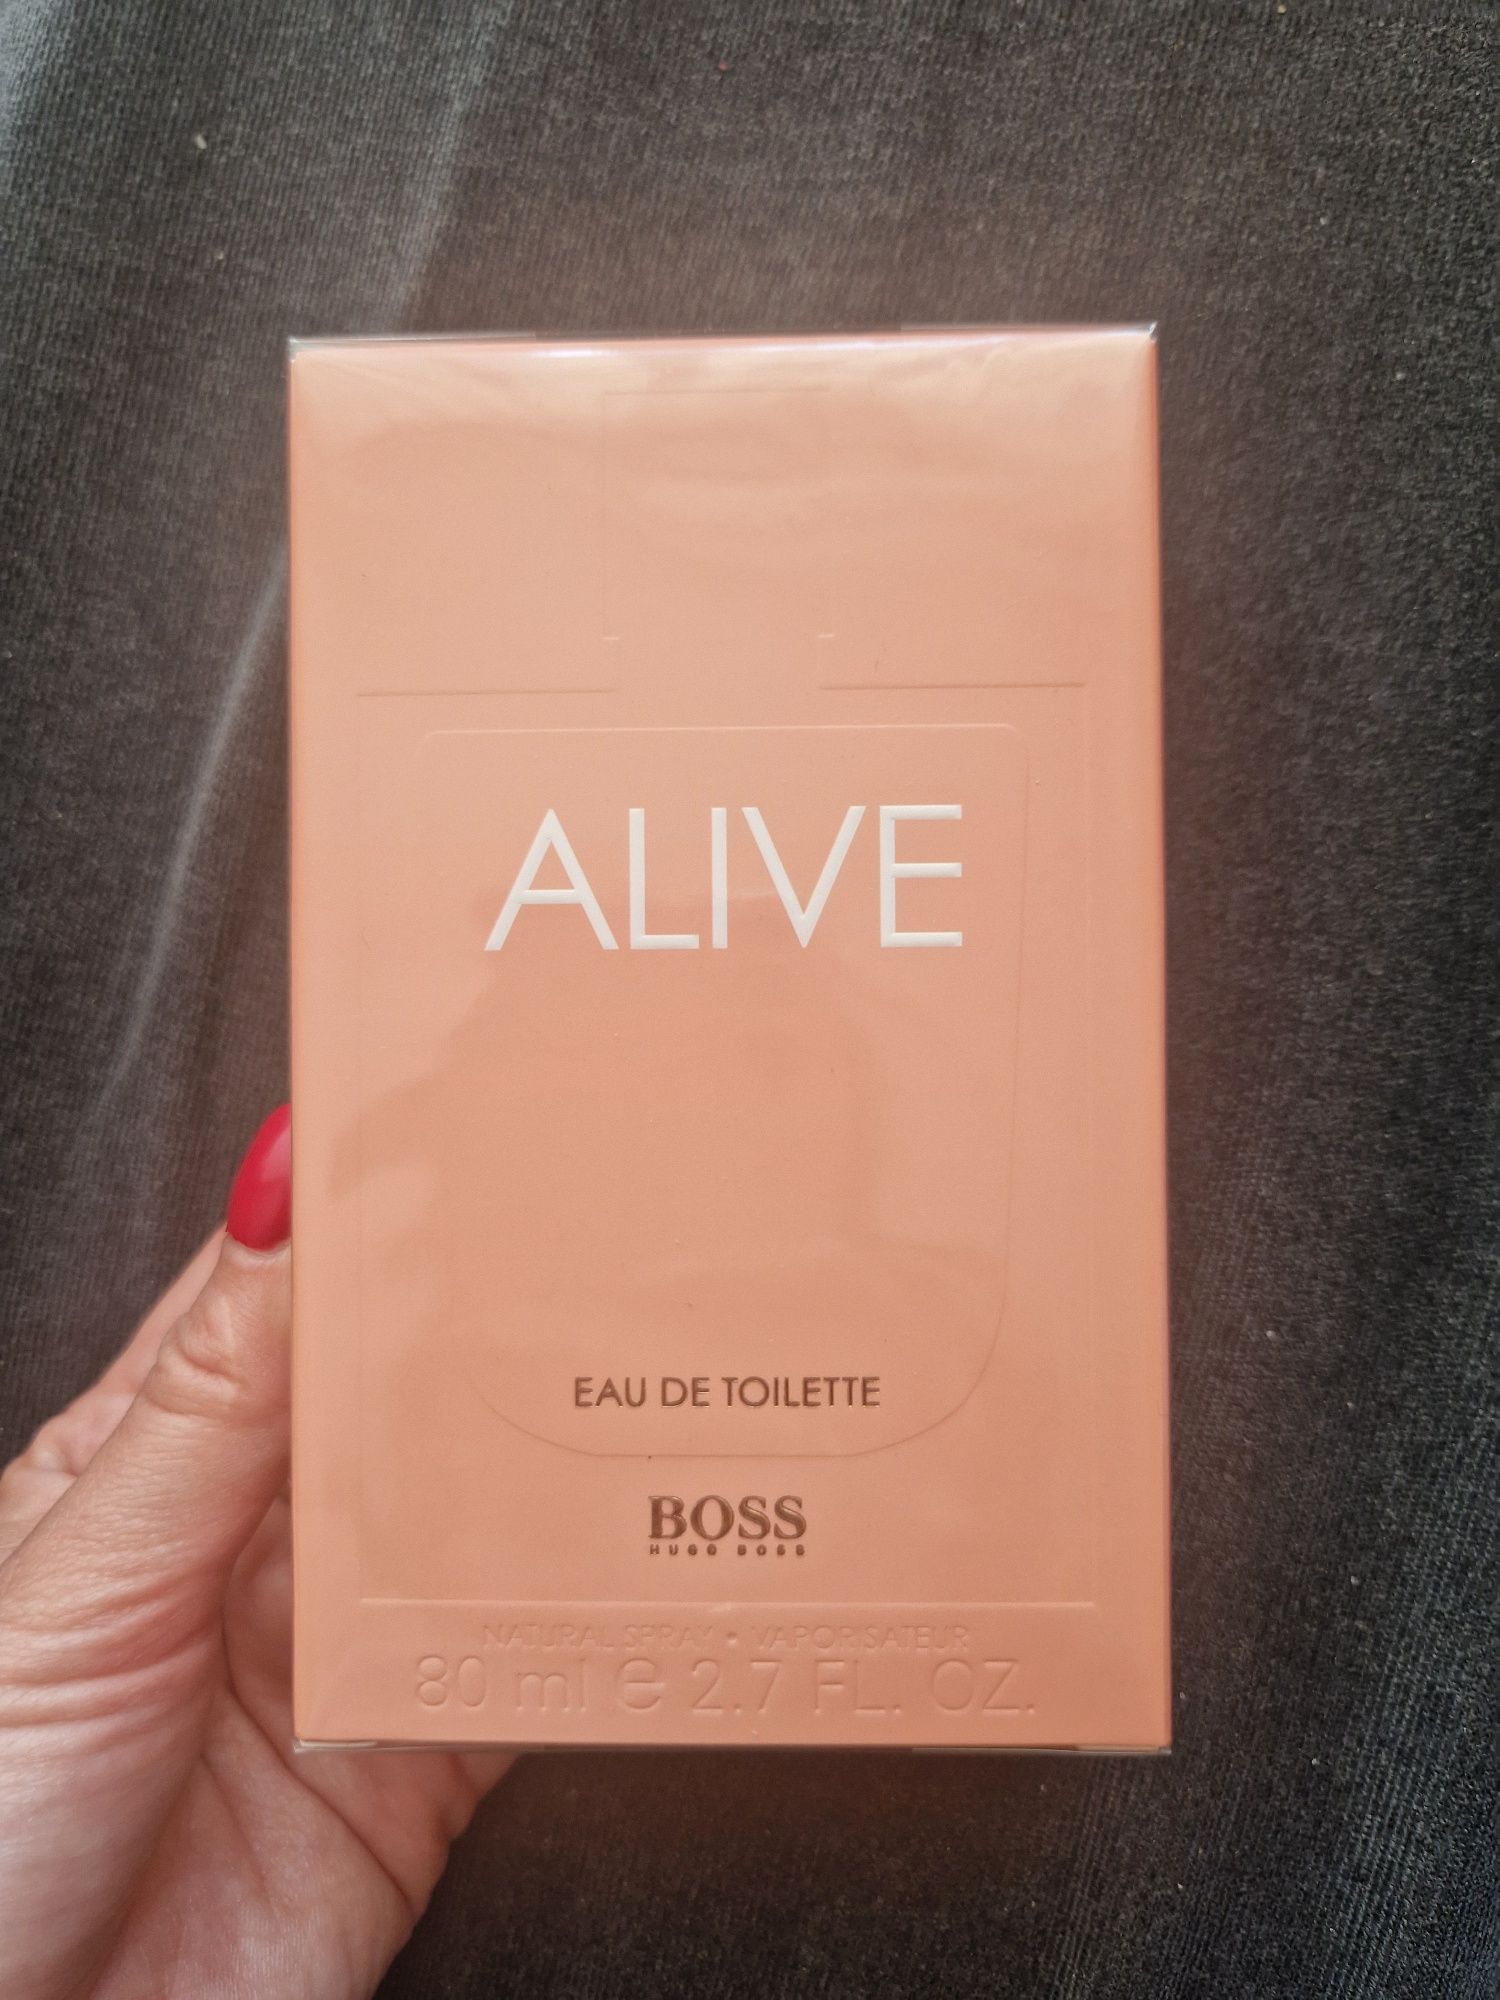 ALIVE
EAU DE TOILETTE
BOSS
HUGO BOSS
NATURAL SPRAY • VAPORISATEUR
80 ml e 2.7 FL. OZ.